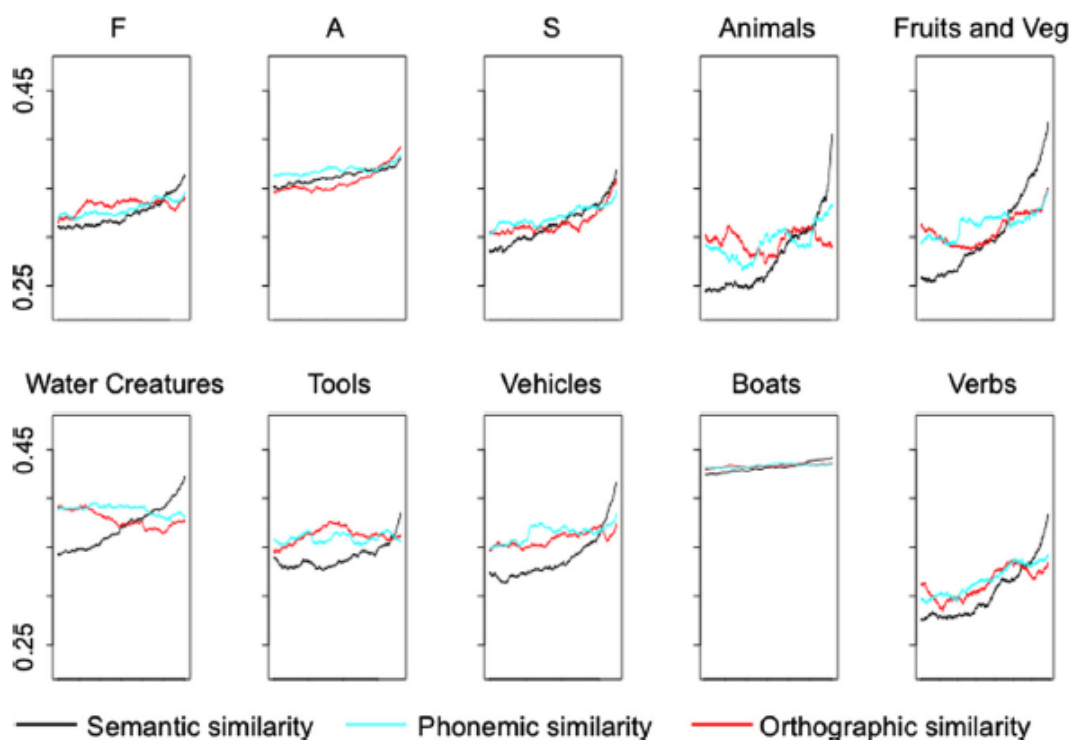 F A S Animals Fruits and Veg
0.45
0.25
Water Creatures Tools Vehicles Boats Verbs
0.45
0.25
Semantic similarity Phonemic similarity Orthographic similarity